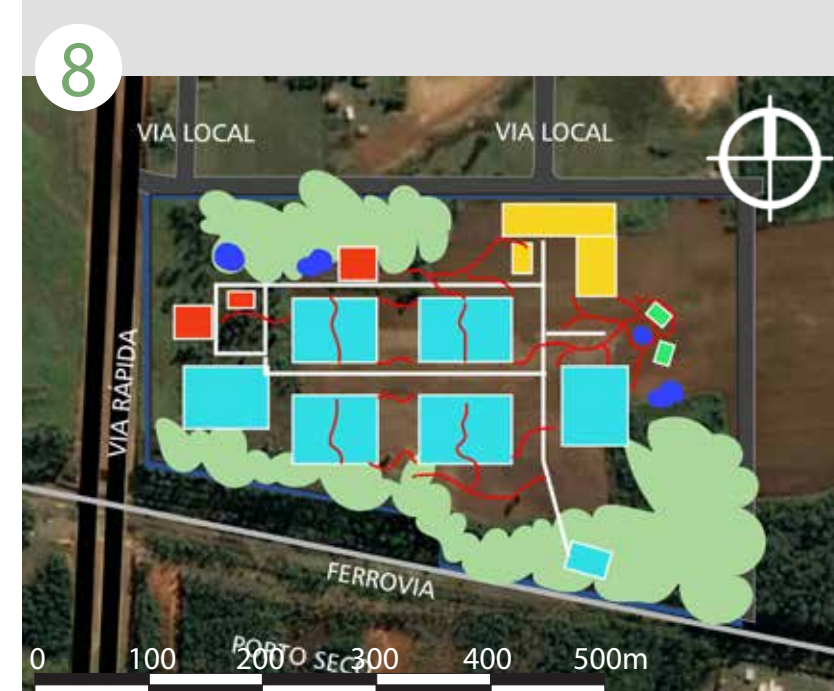 8
VIA LOCAL
VIA LOCAL
VIA RÁPIDA
FERROVIA
PORTO SECO
0 100 200 300 400 500m